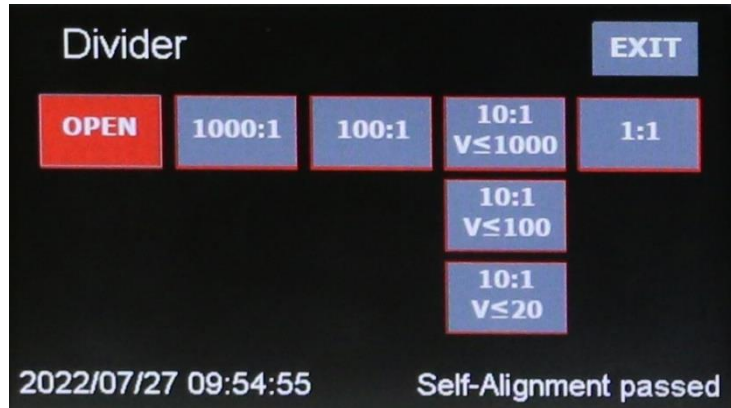 Divider
EXIT
OPEN
1000:1
100:1
10:1
V≤1000
1:1
10:1
V≤100
10:1
V≤20
2022/07/27 09:54:55
Self-Alignment passed